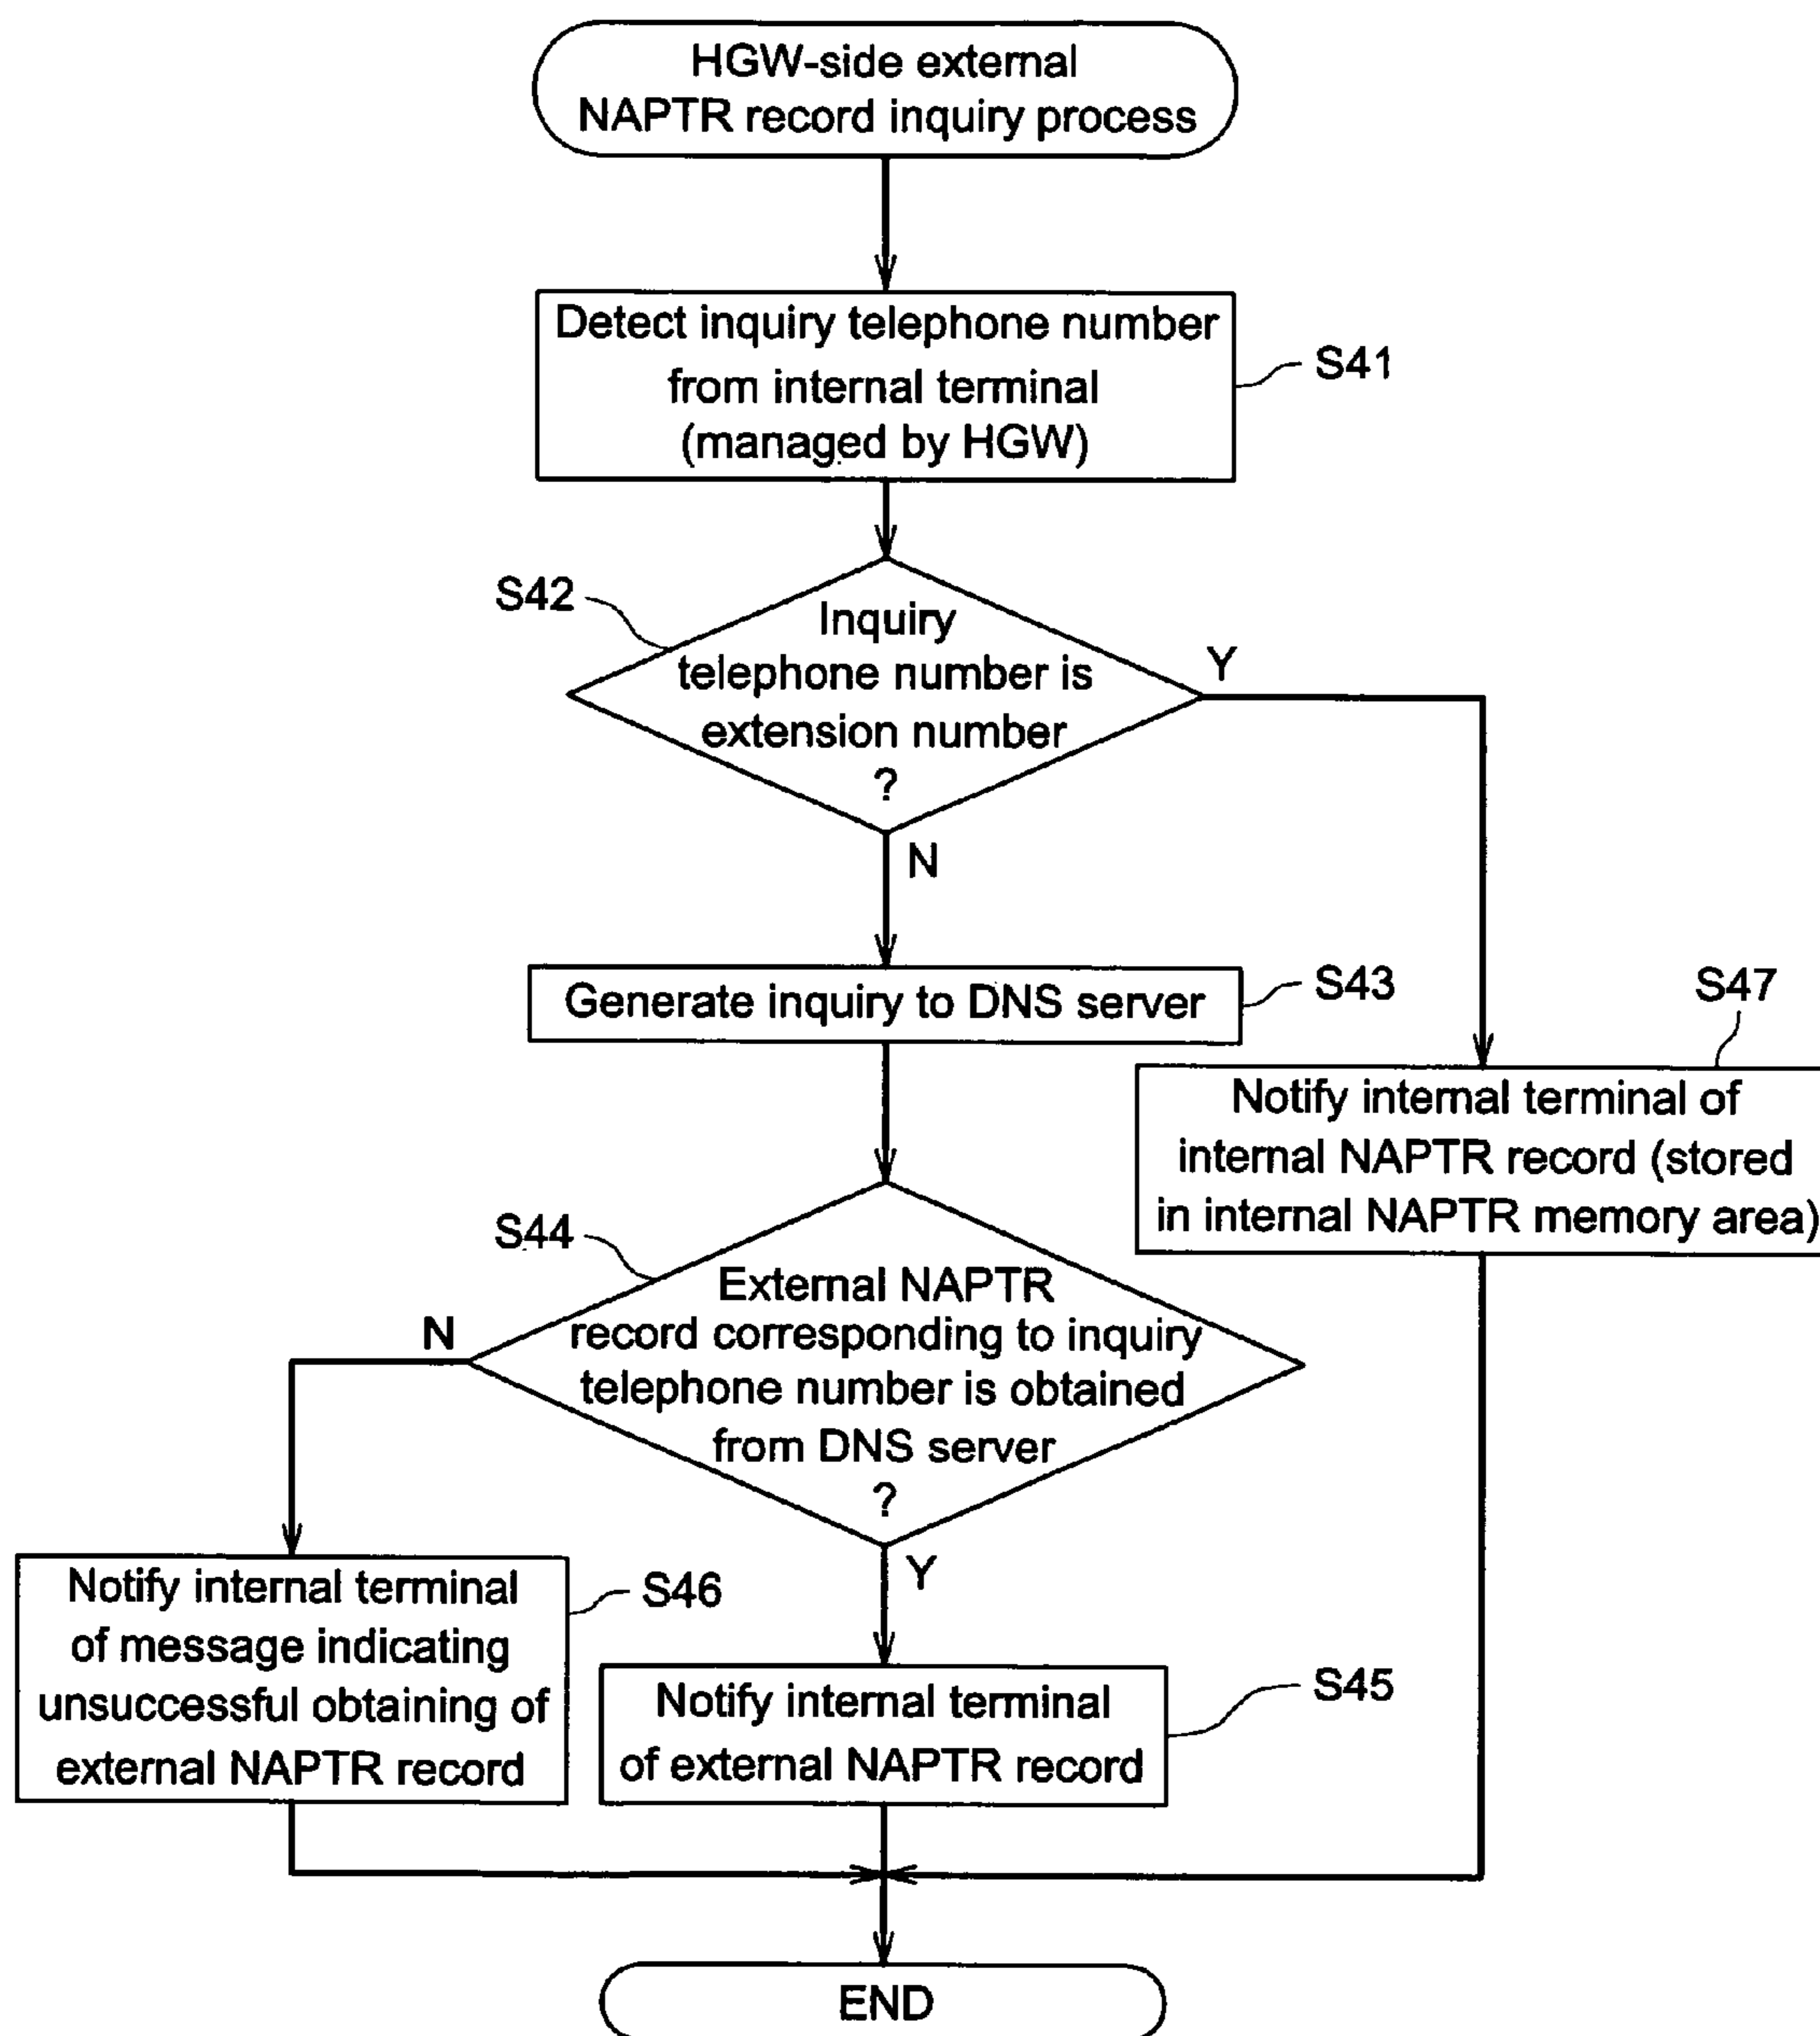 HGW-side external
NAPTR record inquiry process
Detect inquiry telephone number
from internal terminal
(managed by HGW)
S41
S42
Inquiry
telephone number is
extension number
?
Y
N
Generate inquiry to DNS server
S43
S47
Notify internal terminal of
internal NAPTR record (stored
in internal NAPTR memory area)
S44
External NAPTR
record corresponding to inquiry
telephone number is obtained
from DNS server
?
N
Y
Notify internal terminal
of message indicating
unsuccessful obtaining of
external NAPTR record
S46
Notify internal terminal
of external NAPTR record
S45
END